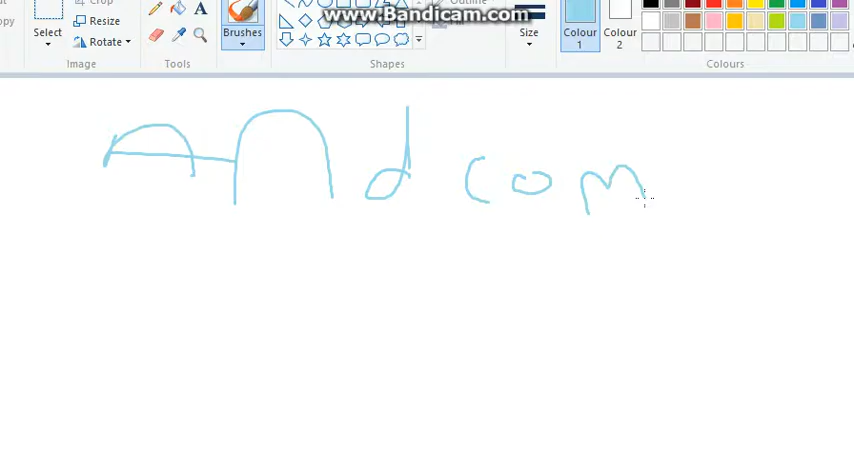 Crop
Resize
Rotate
Select
Image
Tools
Brushes
Shapes
Outline
Size
Colour 1
Colour 2
Colours
www.Bandicam.com
And com